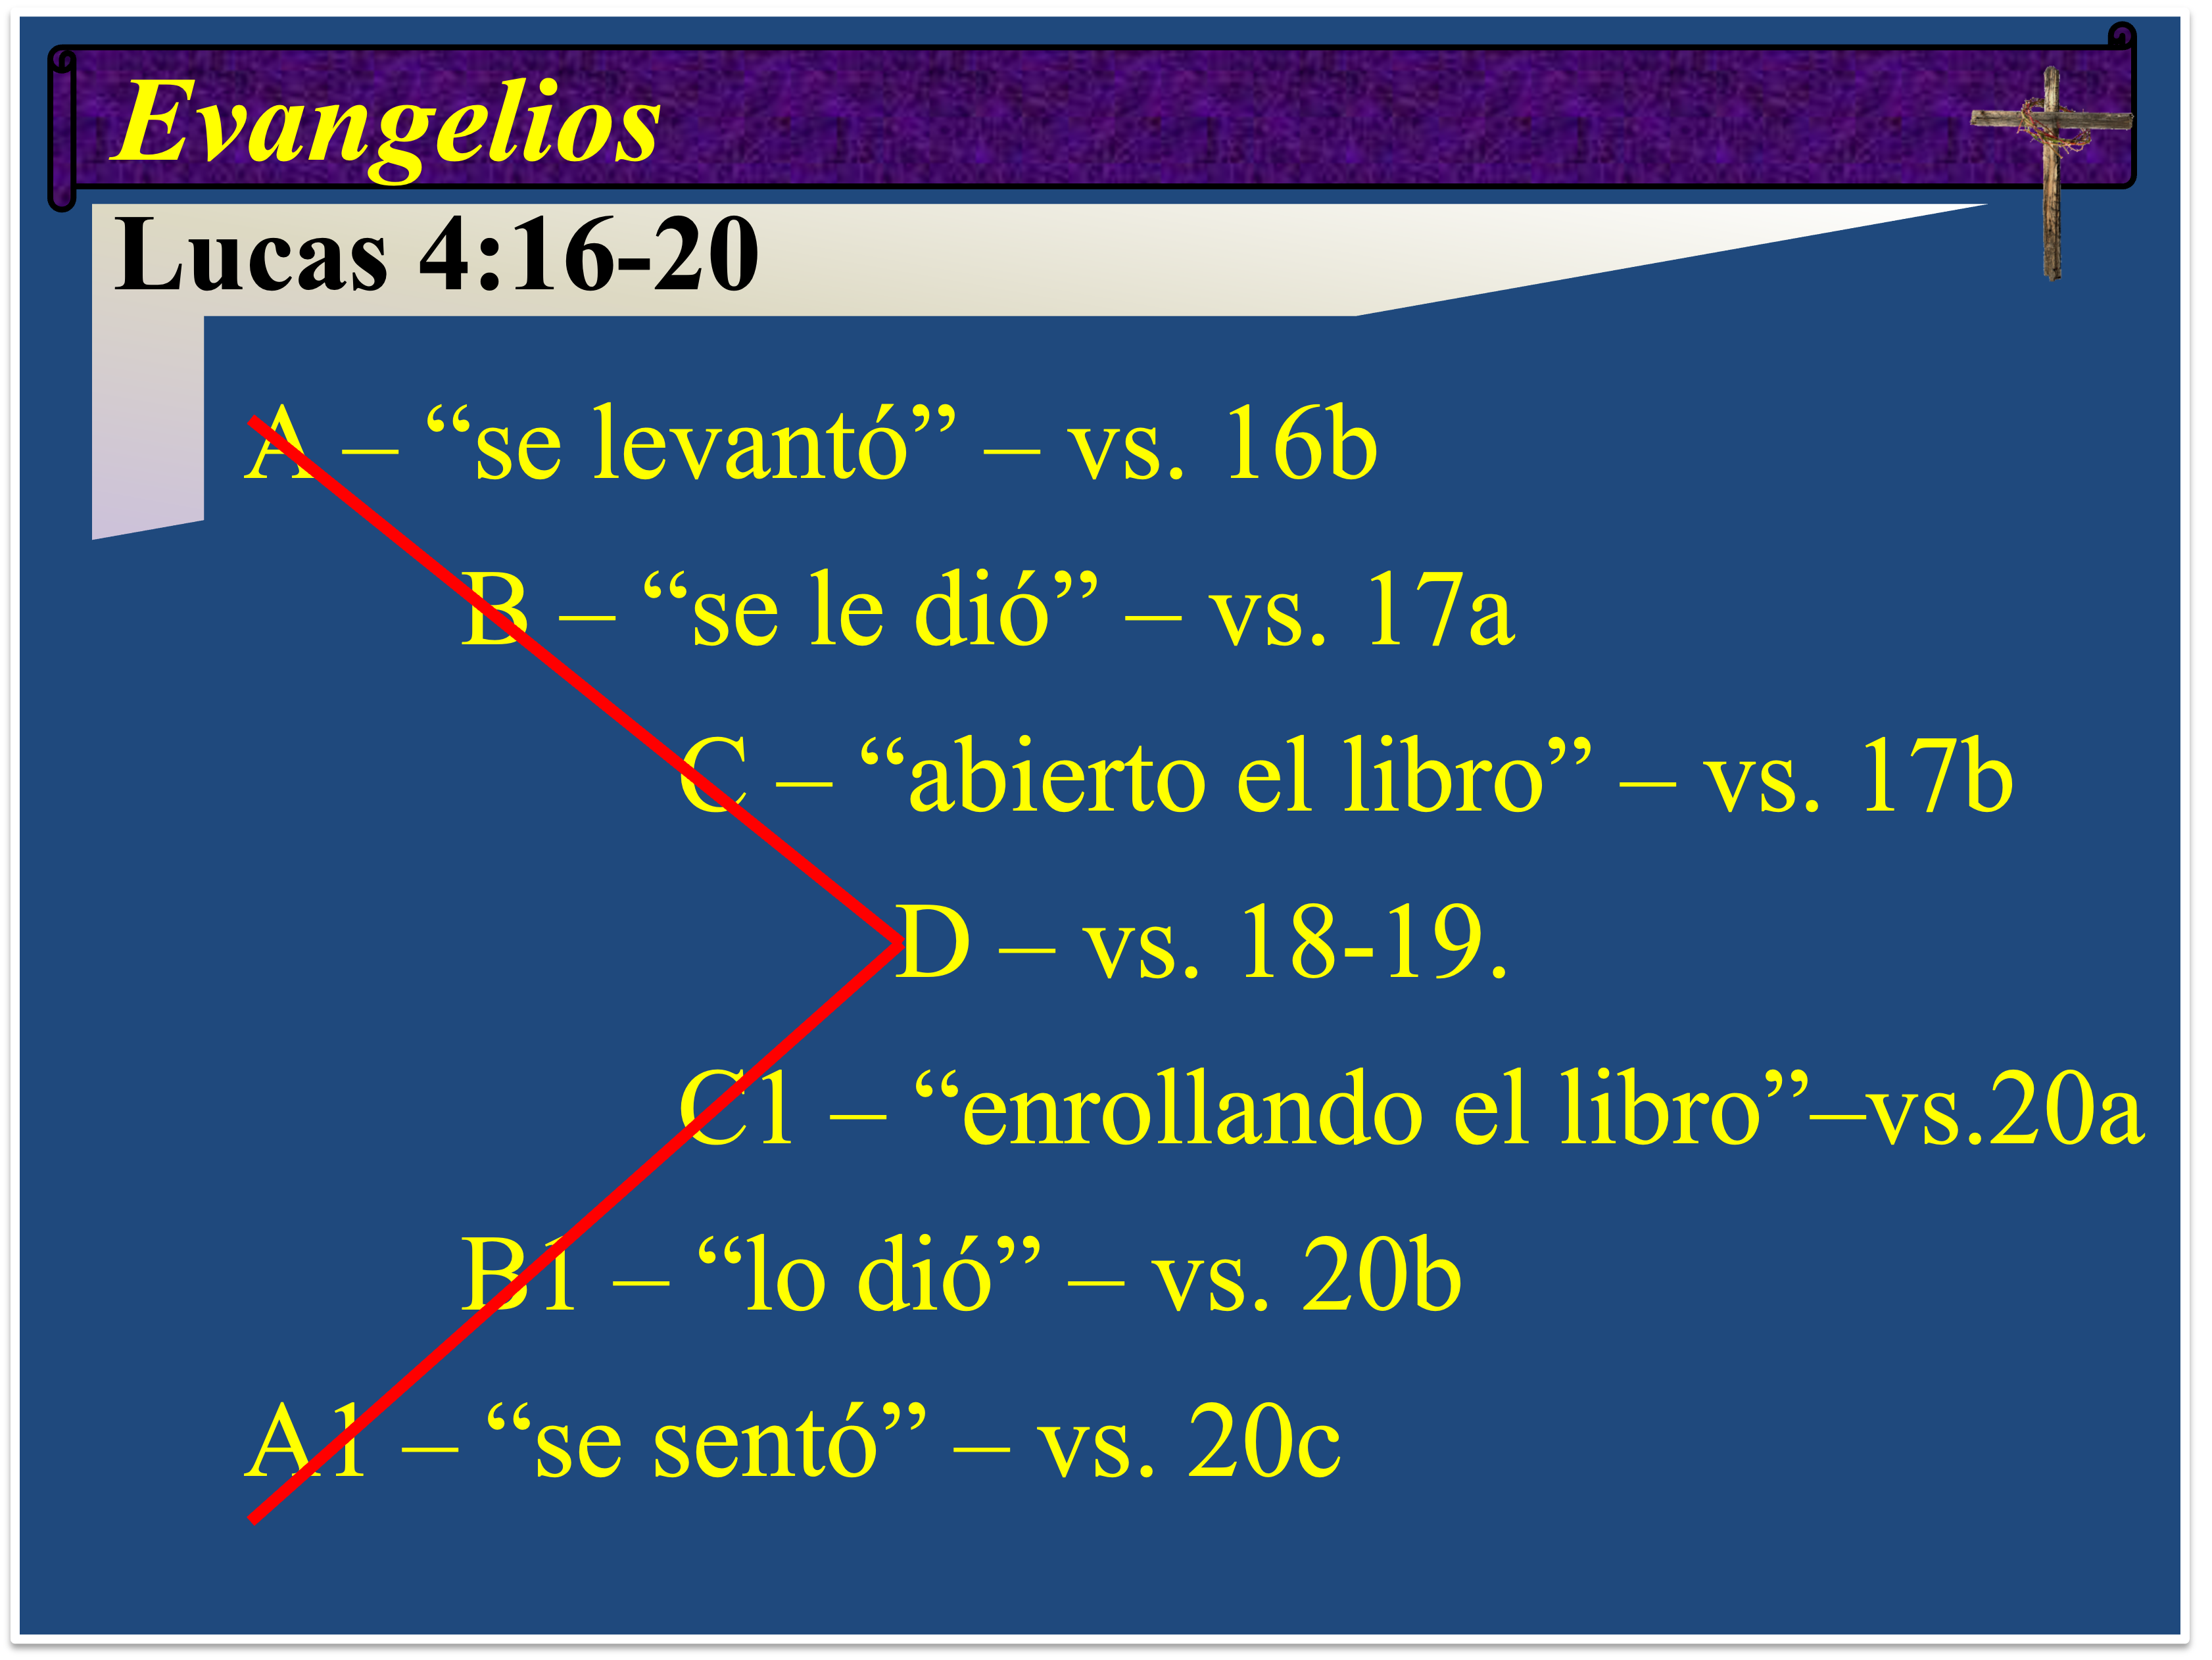 Evangelios
Lucas 4:16-20
A – “se levantó” – vs. 16b
B – “se le dió” – vs. 17a
C – “abierto el libro” – vs. 17b
D – vs. 18-19.
C1 – “enrollando el libro”–vs.20a
B1 – “lo dió” – vs. 20b
A1 – “se sentó” – vs. 20c